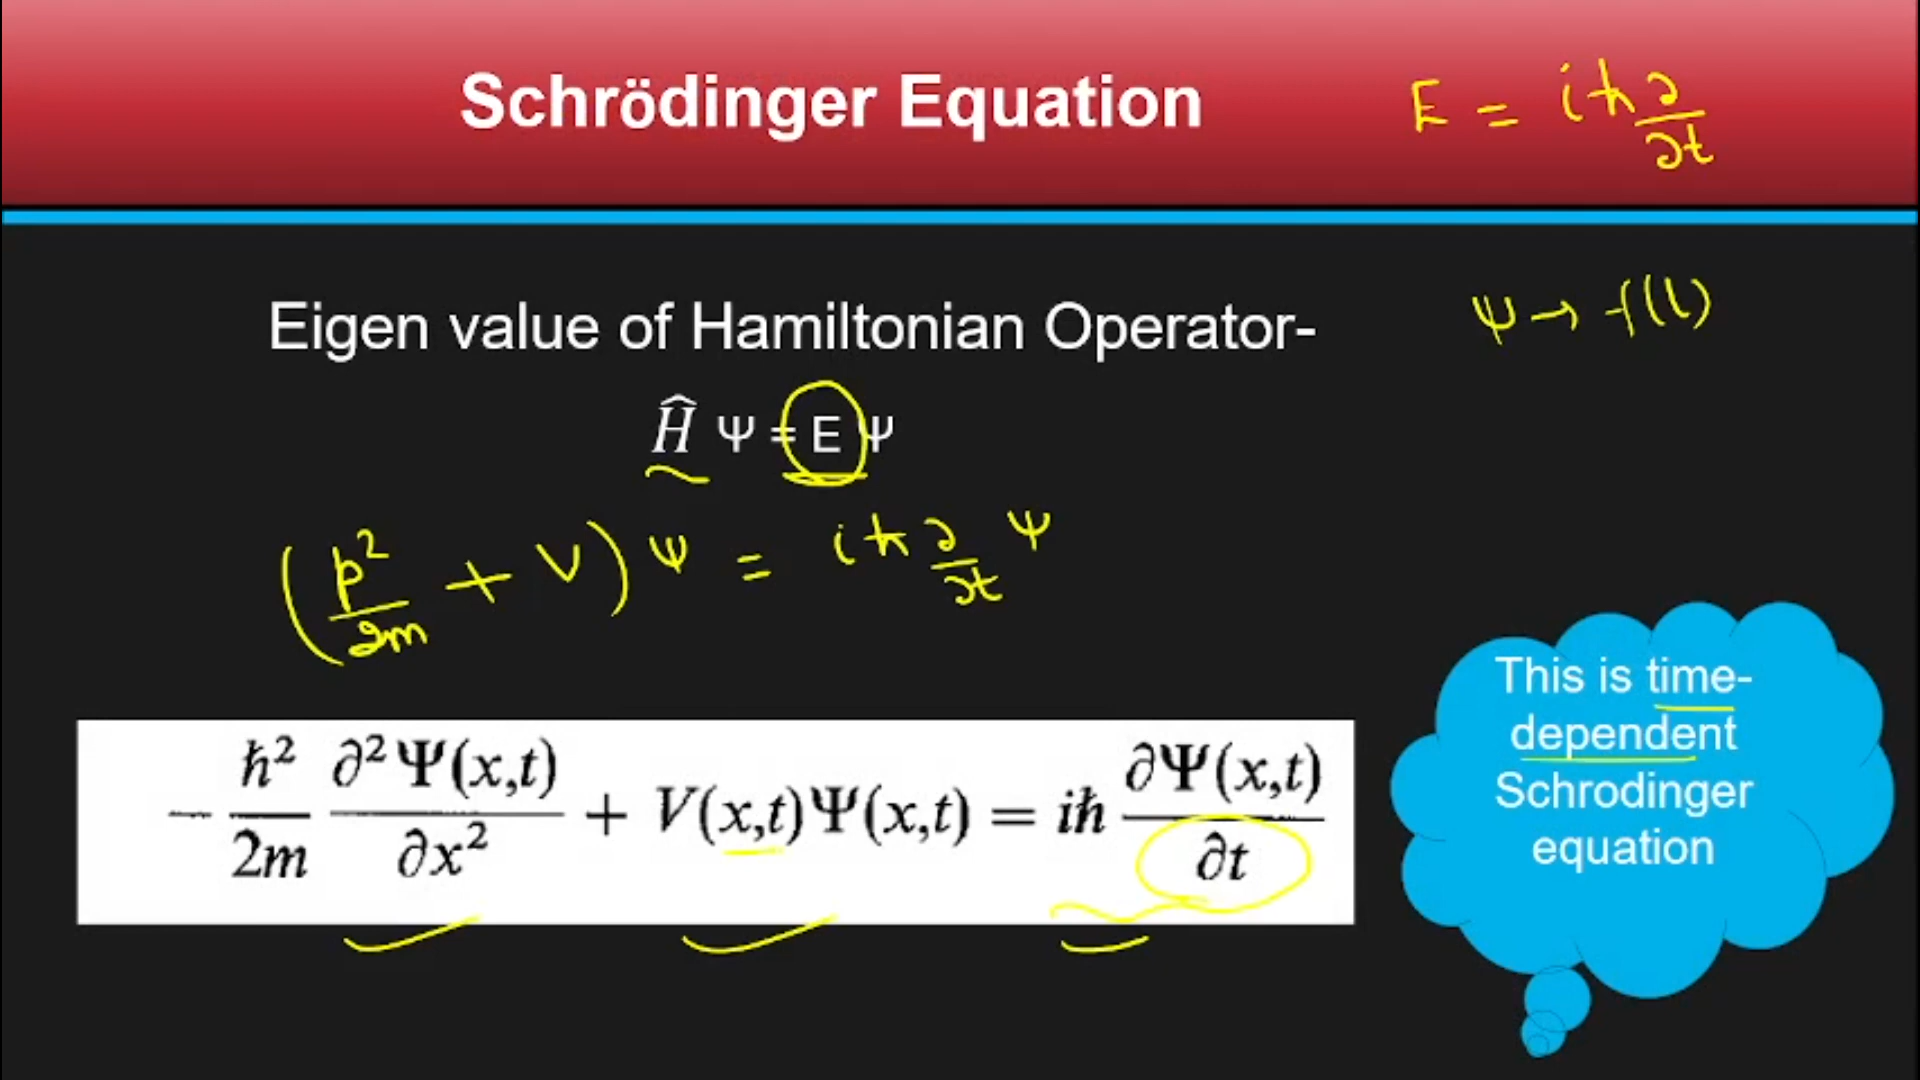 Schrödinger Equation
E = iħ ∂/∂t
Eigen value of Hamiltonian Operator-
ψ → f(t)
Ĥ Ψ = E Ψ
(p²/2m + V) ψ = iħ ∂/∂t ψ
- ħ²/2m ∂²Ψ(x,t)/∂x² + V(x,t)Ψ(x,t) = iħ ∂Ψ(x,t)/∂t
This is time-
dependent
Schrodinger
equation